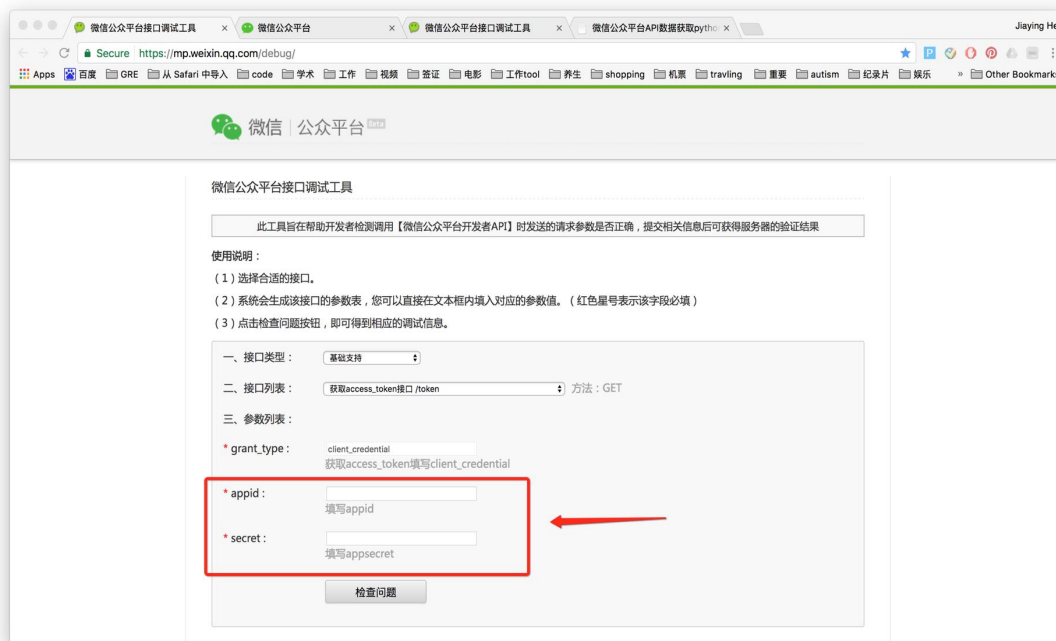 微信公众平台接口调试工具 微信公众平台 微信公众平台接口调试工具 微信公众平台API数据获取pytho Jiaying He
Secure https://mp.weixin.qq.com/debug/
Apps 百度 GRE 从 Safari 中导入 code 学术 工作 视频 签证 电影 工作tool 养生 shopping 机票 travling 重要 autism 纪录片 娱乐 » Other Bookmarks
微信 | 公众平台 Beta
微信公众平台接口调试工具
此工具旨在帮助开发者检测调用【微信公众平台开发者API】时发送的请求参数是否正确,提交相关信息后可获得服务器的验证结果
使用说明:
(1)选择合适的接口。
(2)系统会生成该接口的参数表,您可以直接在文本框内填入对应的参数值。(红色星号表示该字段必填)
(3)点击检查问题按钮,即可得到相应的调试信息。
一、接口类型: 基础支持
二、接口列表: 获取access_token接口 /token 方法:GET
三、参数列表:
* grant_type: client_credential
获取access_token填写client_credential
* appid:
填写appid
* secret:
填写appsecret
检查问题